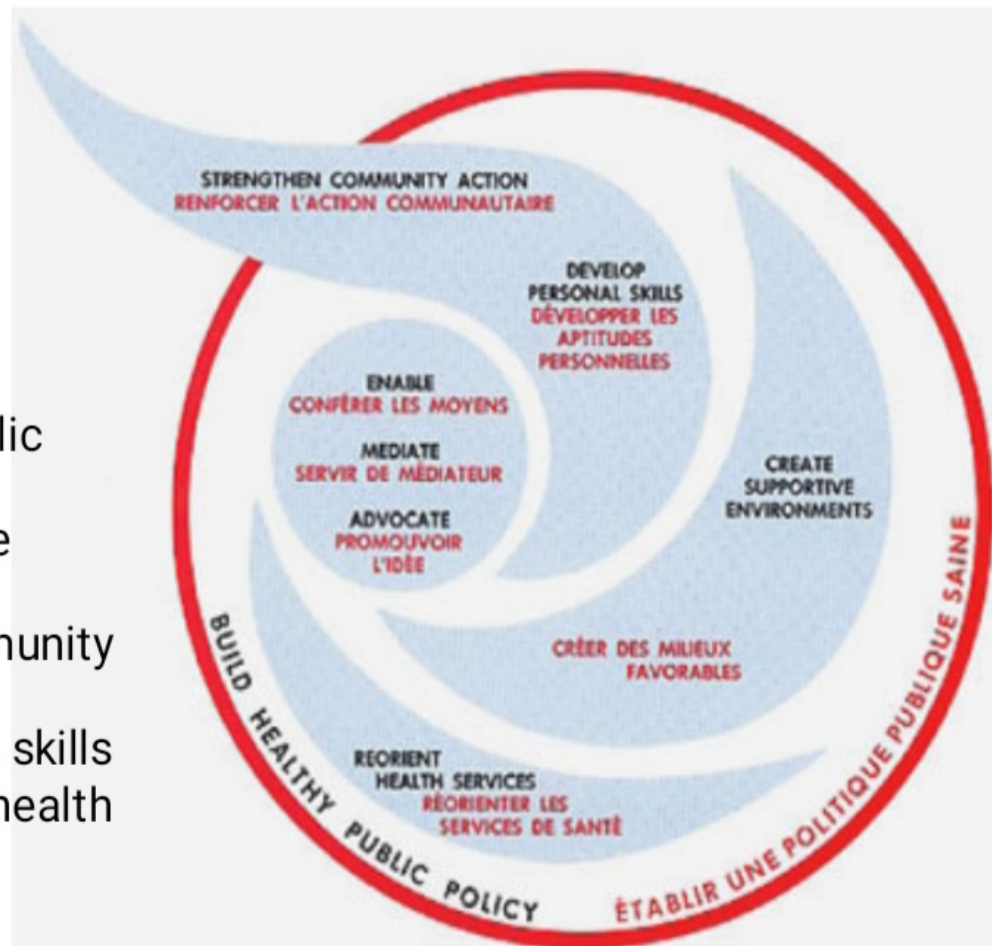 lic
e
munity
skills
health
STRENGTHEN COMMUNITY ACTION
RENFORCER L'ACTION COMMUNAUTAIRE
DEVELOP
PERSONAL SKILLS
DÉVELOPPER LES
APTITUDES
PERSONNELLES
ENABLE
CONFÉRER LES MOYENS
MEDIATE
SERVIR DE MÉDIATEUR
ADVOCATE
PROMOUVOIR
L'IDÉE
CREATE
SUPPORTIVE
ENVIRONMENTS
CRÉER DES MILIEUX
FAVORABLES
REORIENT
HEALTH SERVICES
RÉORIENTER LES
SERVICES DE SANTÉ
BUILD HEALTHY PUBLIC POLICY
ÉTABLIR UNE POLITIQUE PUBLIQUE SAINE